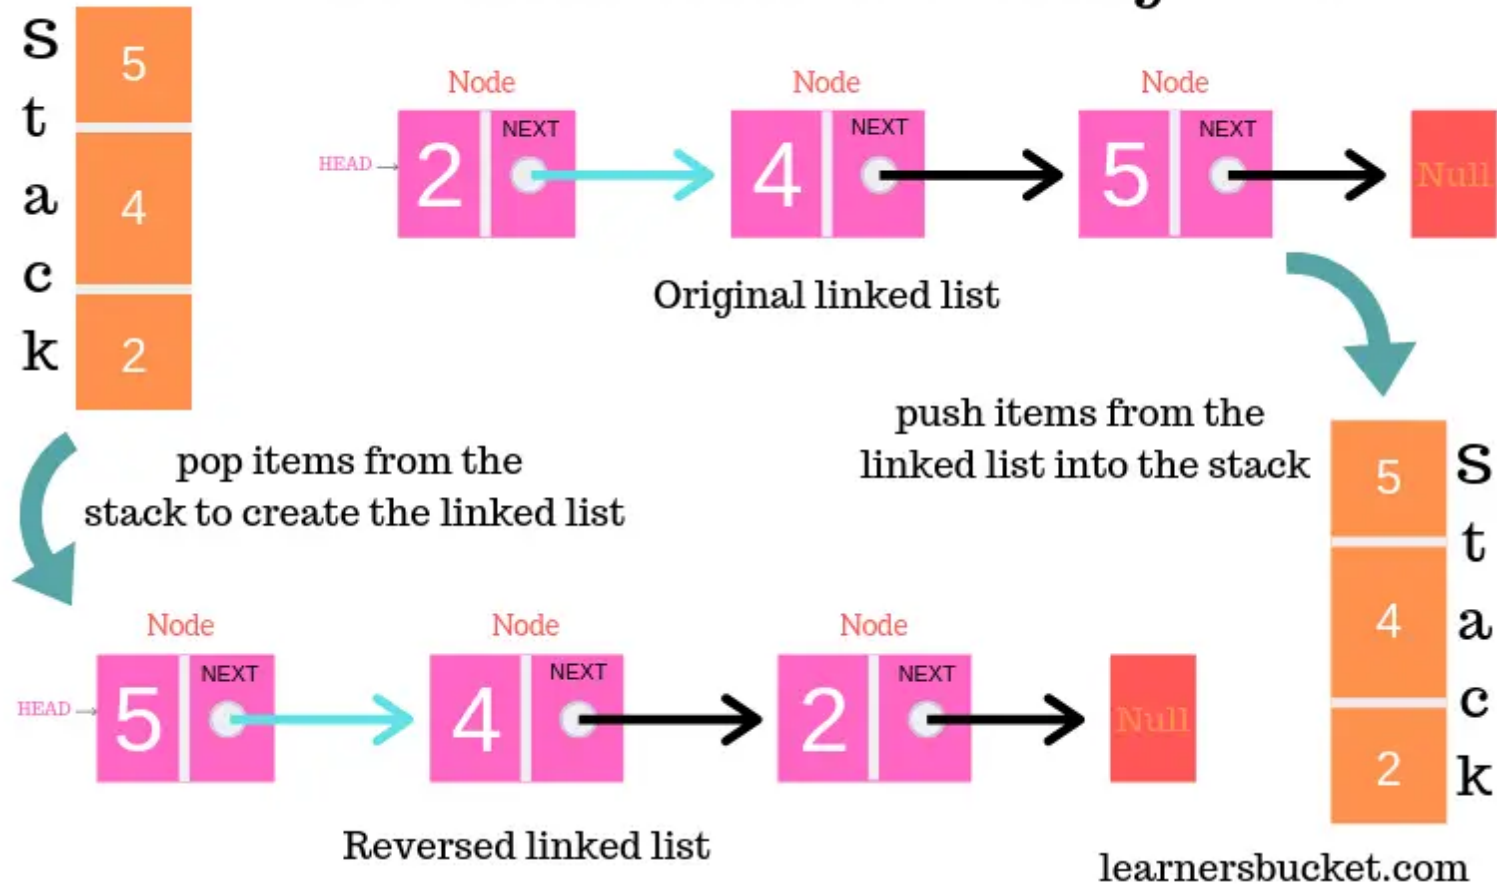 S
t
a
c
k
5
4
2
Node
Node
Node
HEAD
2
NEXT
4
NEXT
5
NEXT
Null
Original linked list
push items from the
linked list into the stack
pop items from the
stack to create the linked list
5
4
2
S
t
a
c
k
Node
Node
Node
HEAD
5
NEXT
4
NEXT
2
NEXT
Null
Reversed linked list
learnersbucket.com